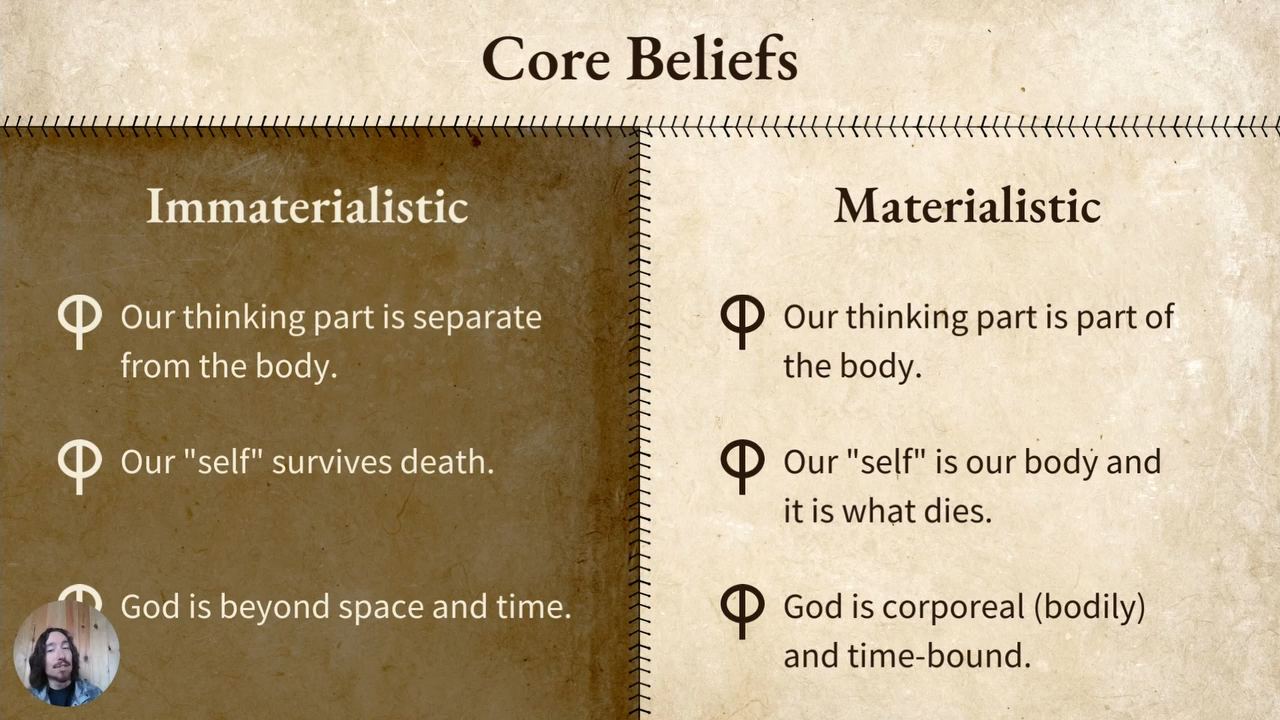 Core Beliefs
Immaterialistic
Our thinking part is separate
from the body.
Our "self" survives death.
God is beyond space and time.
Materialistic
Our thinking part is part of
the body.
Our "self" is our body and
it is what dies.
God is corporeal (bodily)
and time-bound.